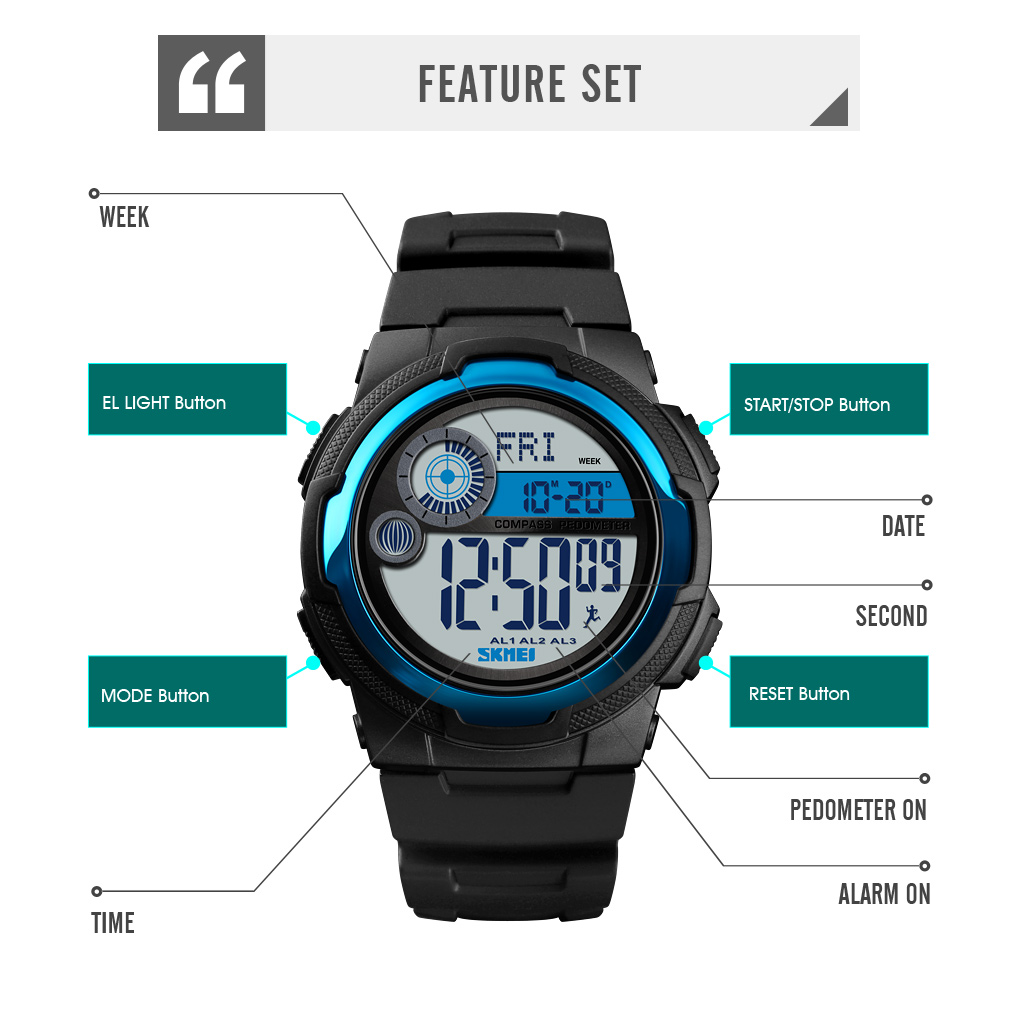 FEATURE SET
WEEK
EL LIGHT Button
START/STOP Button
FRI
WEEK
10-20
M
D
DATE
COMPASS PEDOMETER
12:50 09
SECOND
AL1 AL2 AL3
SKMEI
MODE Button
RESET Button
PEDOMETER ON
ALARM ON
TIME